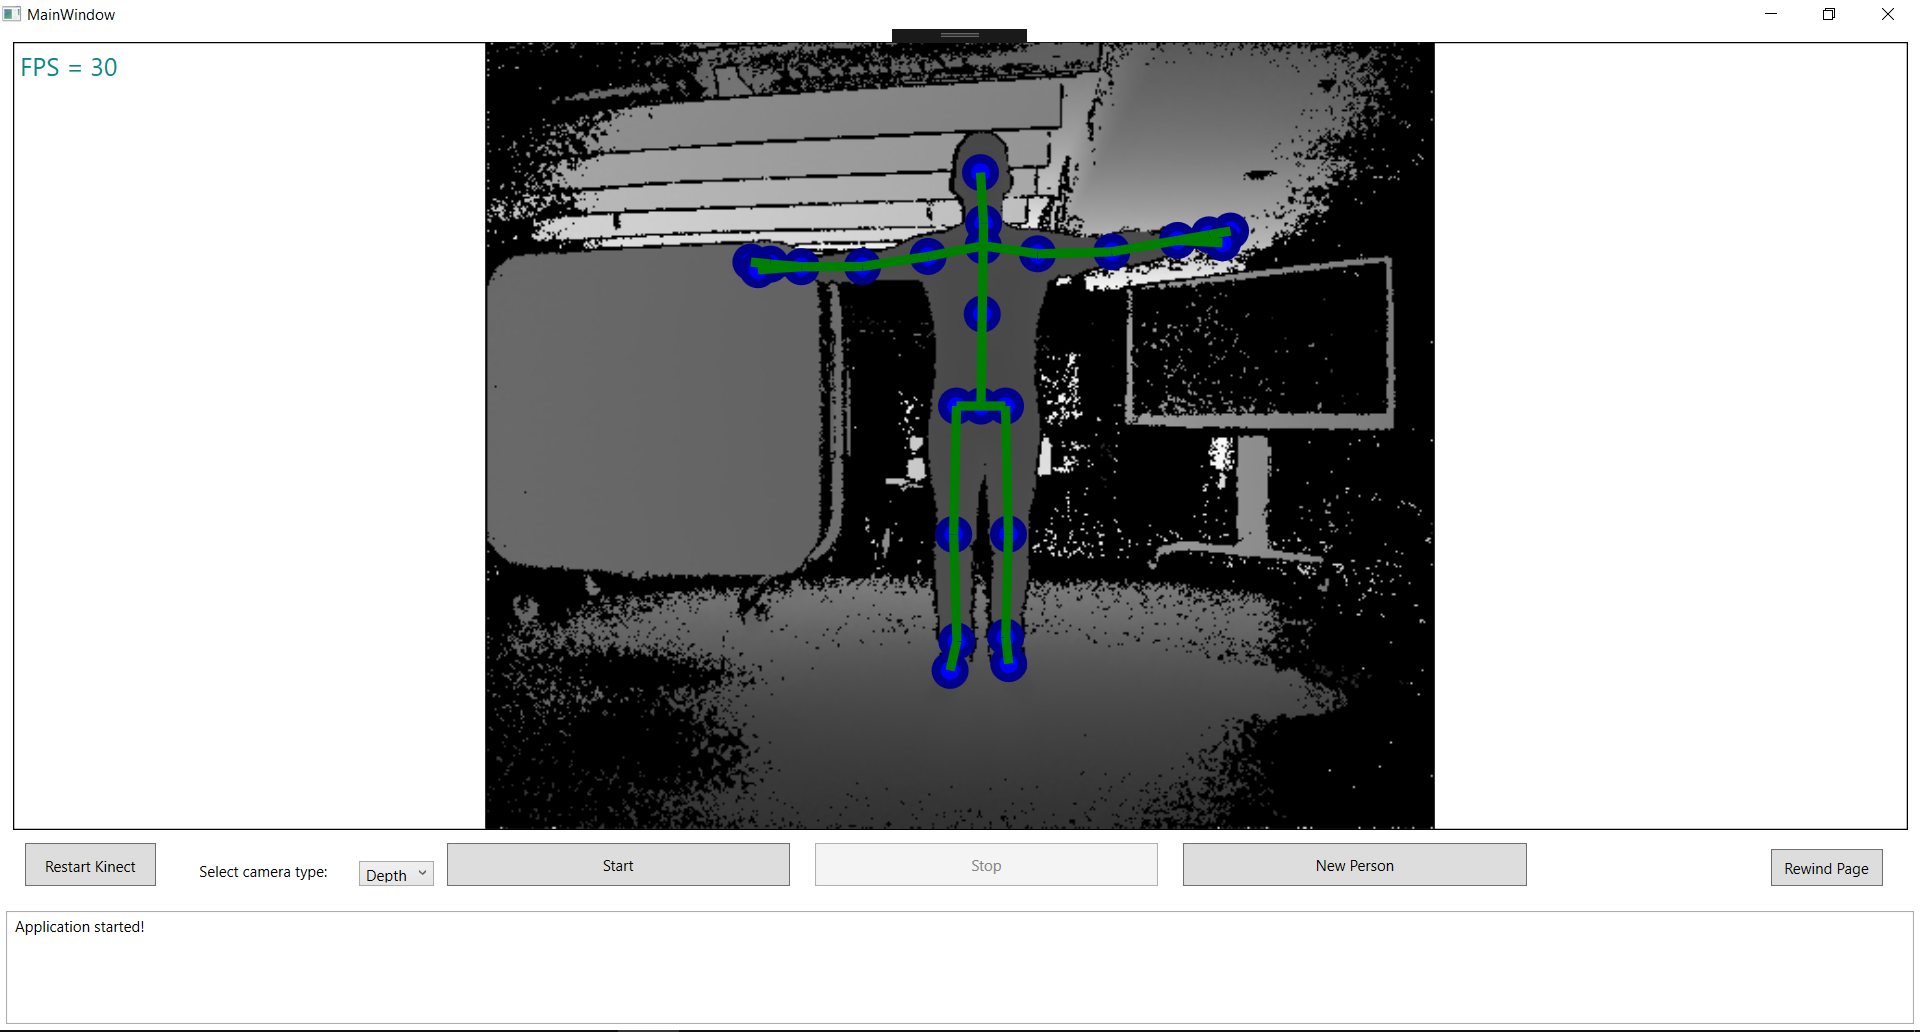 MainWindow
FPS = 30
Restart Kinect
Select camera type:
Depth
Start
Stop
New Person
Rewind Page
Application started!